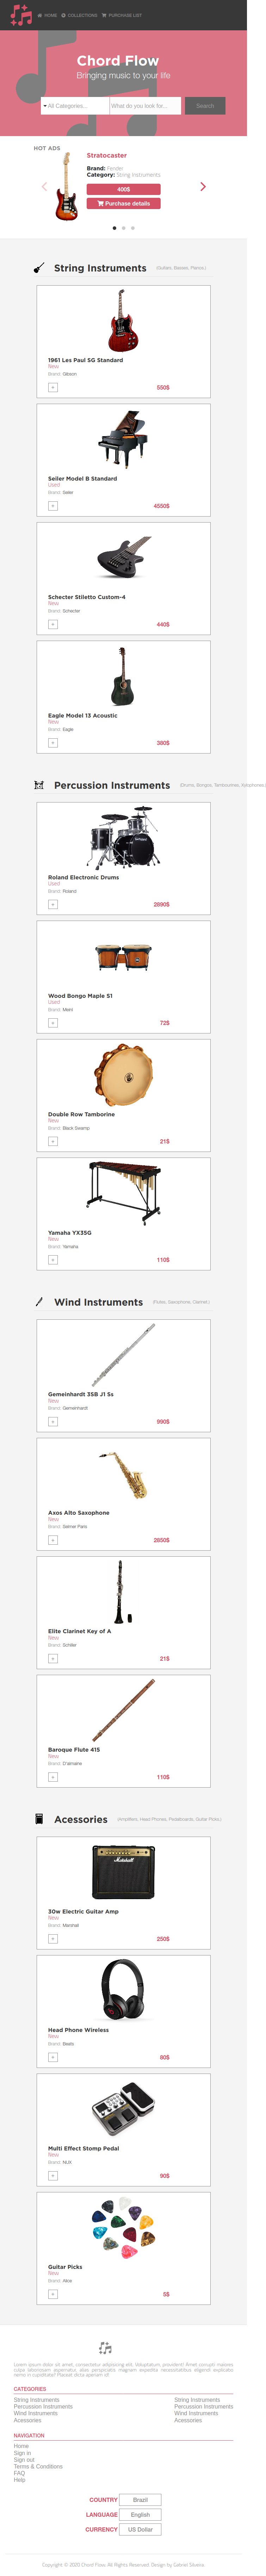 HOME COLLECTIONS PURCHASE LIST
Chord Flow
Bringing music to your life
All Categories...
What do you look for...
Search
HOT ADS
Stratocaster
Brand: Fender
Category: String Instruments
400$
Purchase details
String Instruments
(Guitars, Basses, Pianos.)
1961 Les Paul SG Standard
New
Brand: Gibson
+
550$
Seiler Model B Standard
Used
Brand: Seiler
+
4550$
Schecter Stiletto Custom-4
New
Brand: Schecter
+
440$
Eagle Model 13 Acoustic
New
Brand: Eagle
+
380$
Percussion Instruments
(Drums, Bongos, Tambourines, Xylophones.)
Roland Electronic Drums
Used
Brand: Roland
+
2890$
Wood Bongo Maple S1
Used
Brand: Meinl
+
72$
Double Row Tamborine
New
Brand: Black Swamp
+
21$
Yamaha YX35G
New
Brand: Yamaha
+
110$
Wind Instruments
(Flutes, Saxophone, Clarinet.)
Gemeinhardt 3SB J1 Ss
New
Brand: Gemeinhardt
+
990$
Axos Alto Saxophone
New
Brand: Selmer Paris
+
2650$
Elite Clarinet Key of A
New
Brand: Schiller
+
21$
Baroque Flute 415
New
Brand: D'almaine
+
110$
Acessories
(Amplifiers, Head Phones, Pedalboards, Guitar Picks.)
Marshall
30w Electric Guitar Amp
New
Brand: Marshall
+
250$
Head Phone Wireless
New
Brand: Beats
+
80$
Multi Effect Stomp Pedal
New
Brand: NUX
+
90$
Guitar Picks
New
Brand: Alice
+
5$
Lorem ipsum dolor sit amet, consectetur adipisicing elit. Voluptatum, provident! Amet corrupti maiores
culpa laboriosam aspernatur, alias perspiciatis magnam expedita necessitatibus eligendi explicabo
nemo in cupiditate? Placeat dicta aperiam id!
CATEGORIES
String Instruments String Instruments
Percussion Instruments Percussion Instruments
Wind Instruments Wind Instruments
Acessories Acessories
NAVIGATION
Home
Sign in
Sign out
Terms & Conditions
FAQ
Help
COUNTRY Brazil
LANGUAGE English
CURRENCY US Dollar
Copyright © 2020 Chord Flow. All Rights Reserved. Design by Gabriel Silveira